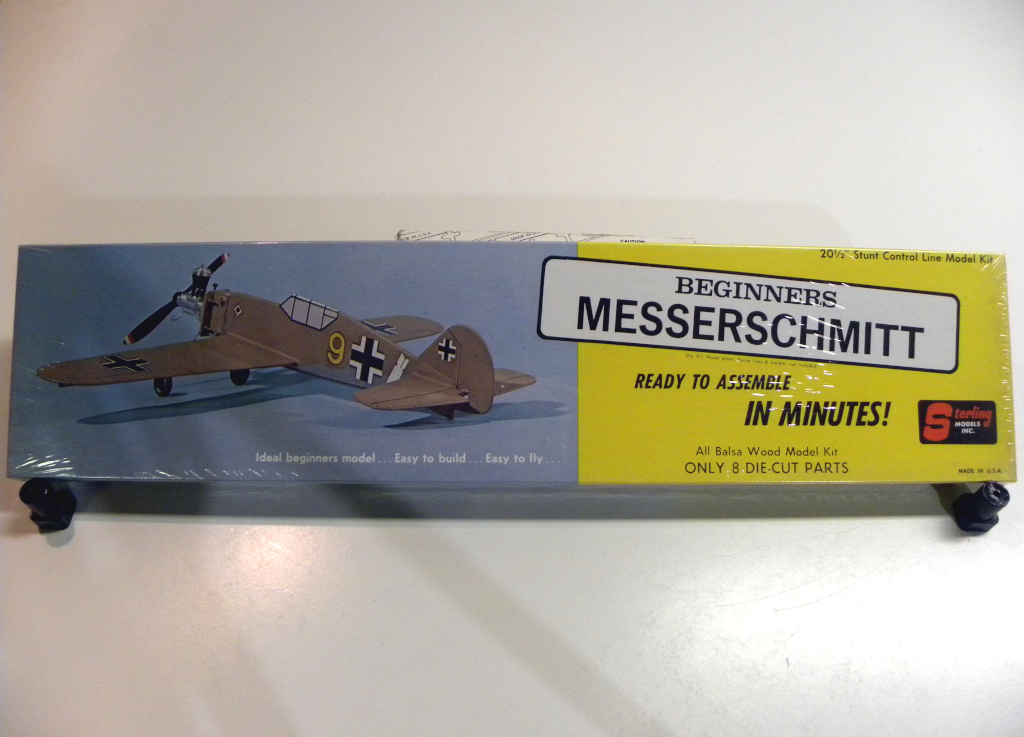 20½" Stunt Control Line Model Kit
BEGINNERS
MESSERSCHMITT
READY TO ASSEMBLE
IN MINUTES!
Sterling
MODELS
INC.
All Balsa Wood Model Kit
ONLY 8 DIE-CUT PARTS
MADE IN U.S.A.
9
Ideal beginners model... Easy to build... Easy to fly...
CAUTION